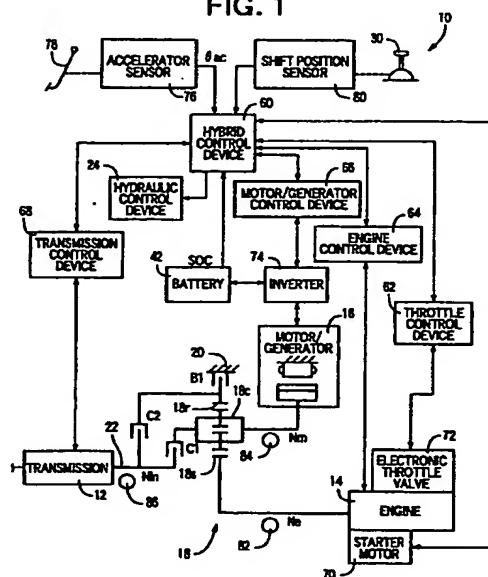 FIG. 1
78
ACCELERATOR
SENSOR
76
θac
SHIFT POSITION
SENSOR
80
30
10
60
HYBRID
CONTROL
DEVICE
24
HYDRAULIC
CONTROL
DEVICE
66
MOTOR/GENERATOR
CONTROL DEVICE
64
ENGINE
CONTROL
DEVICE
68
TRANSMISSION
CONTROL
DEVICE
42
SOC
BATTERY
74
INVERTER
62
THROTTLE
CONTROL
DEVICE
16
MOTOR/
GENERATOR
20
B1
18r
18c
C2
C1
22
Nin
Nm
84
18s
TRANSMISSION
12
86
72
ELECTRONIC
THROTTLE
VALVE
14
ENGINE
Ne
82
18
STARTER
MOTOR
70